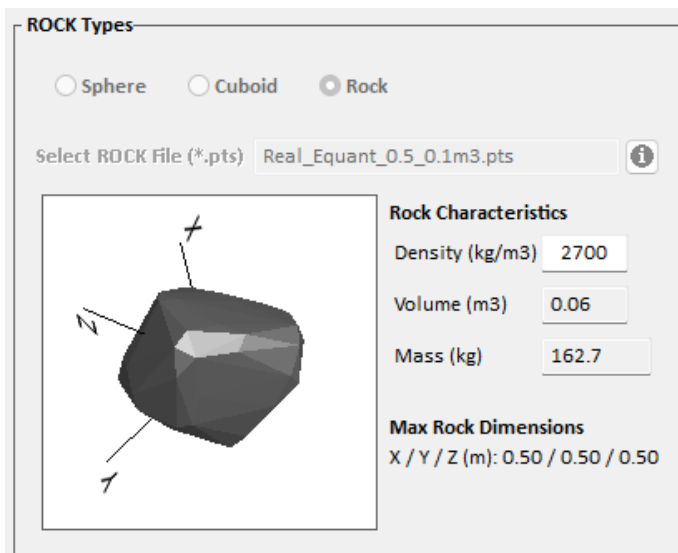 ROCK Types
Sphere Cuboid Rock
Select ROCK File (*.pts) Real_Equant_0.5_0.1m3.pts
Rock Characteristics
Density (kg/m3) 2700
Volume (m3) 0.06
Mass (kg) 162.7
Max Rock Dimensions
X / Y / Z (m): 0.50 / 0.50 / 0.50
X
Z
Y